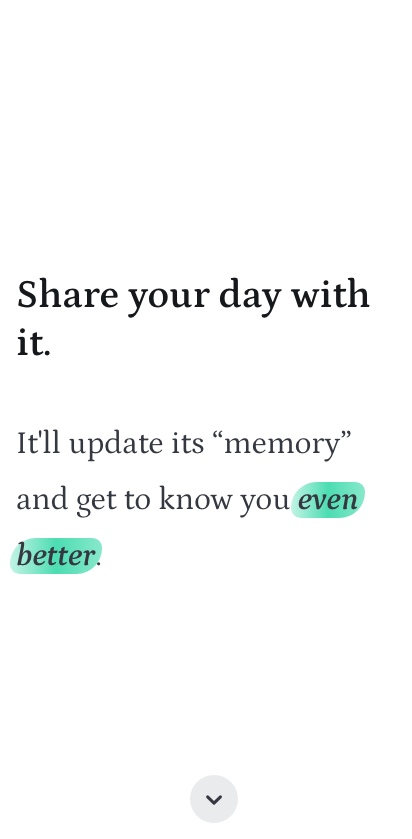 Share your day with
it.
It'll update its “memory”
and get to know you even
better.